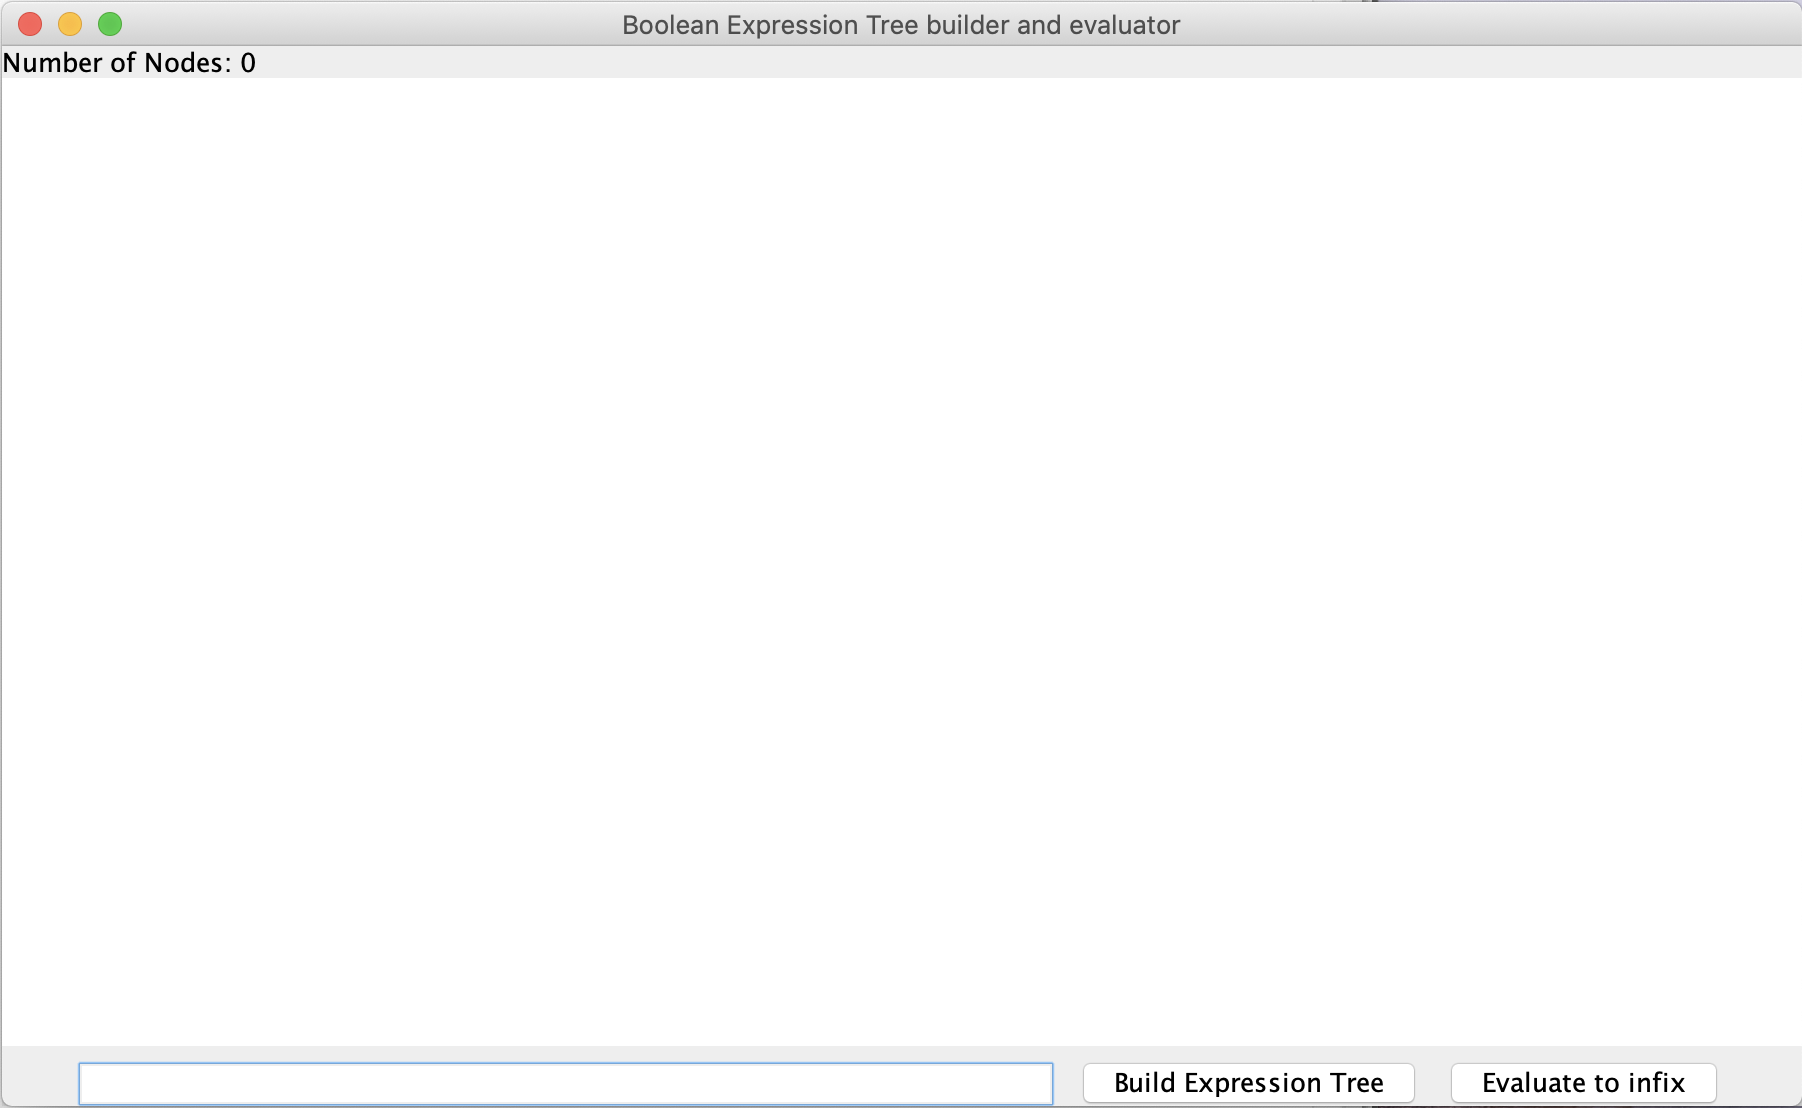 Boolean Expression Tree builder and evaluator
Number of Nodes: 0
Build Expression Tree
Evaluate to infix